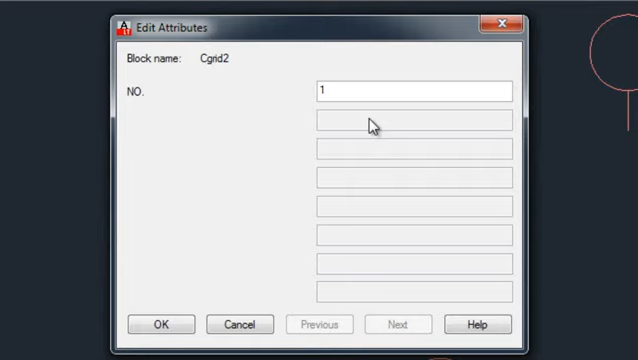 Edit Attributes
Block name: Cgrid2
NO. 1
OK Cancel Previous Next Help